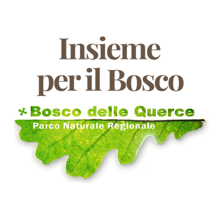 Insieme
per il Bosco
Bosco delle Querce
Parco Naturale Regionale